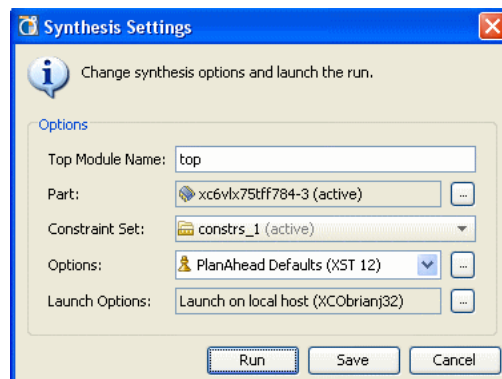 Synthesis Settings
Change synthesis options and launch the run.
Options
Top Module Name: top
Part: xc6vlx75tff784-3 (active) ...
Constraint Set: constrs_1 (active)
Options: PlanAhead Defaults (XST 12) ...
Launch Options: Launch on local host (XCObrianj32) ...
Run Save Cancel